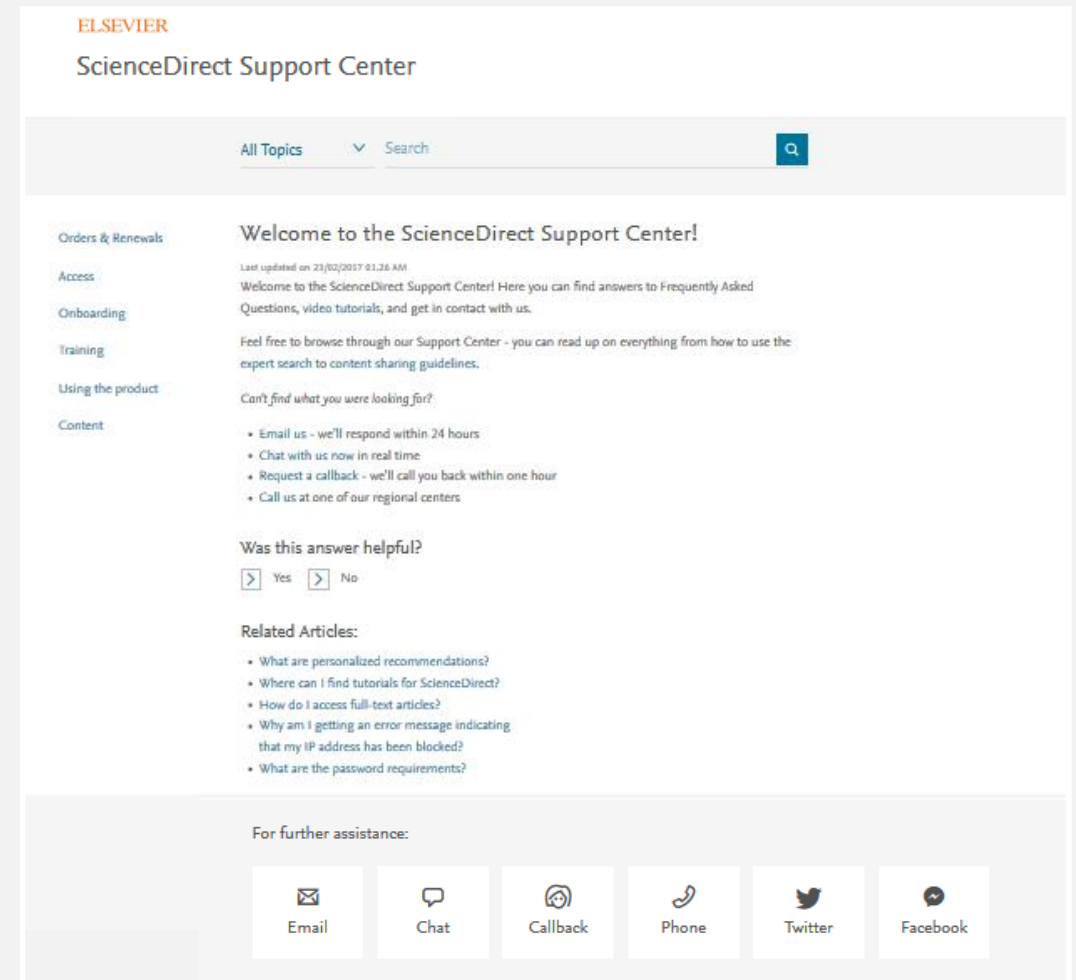 ELSEVIER
ScienceDirect Support Center
All Topics
Search
Orders & Renewals
Access
Onboarding
Training
Using the product
Content
Welcome to the ScienceDirect Support Center!
Last updated on 23/02/2017 01.26 AM
Welcome to the ScienceDirect Support Center! Here you can find answers to Frequently Asked
Questions, video tutorials, and get in contact with us.
Feel free to browse through our Support Center - you can read up on everything from how to use the
expert search to content sharing guidelines.
Can't find what you were looking for?
• Email us - we'll respond within 24 hours
• Chat with us now in real time
• Request a callback - we'll call you back within one hour
• Call us at one of our regional centers
Was this answer helpful?
Yes No
Related Articles:
• What are personalized recommendations?
• Where can I find tutorials for ScienceDirect?
• How do I access full-text articles?
• Why am I getting an error message indicating
that my IP address has been blocked?
• What are the password requirements?
For further assistance:
Email Chat Callback Phone Twitter Facebook